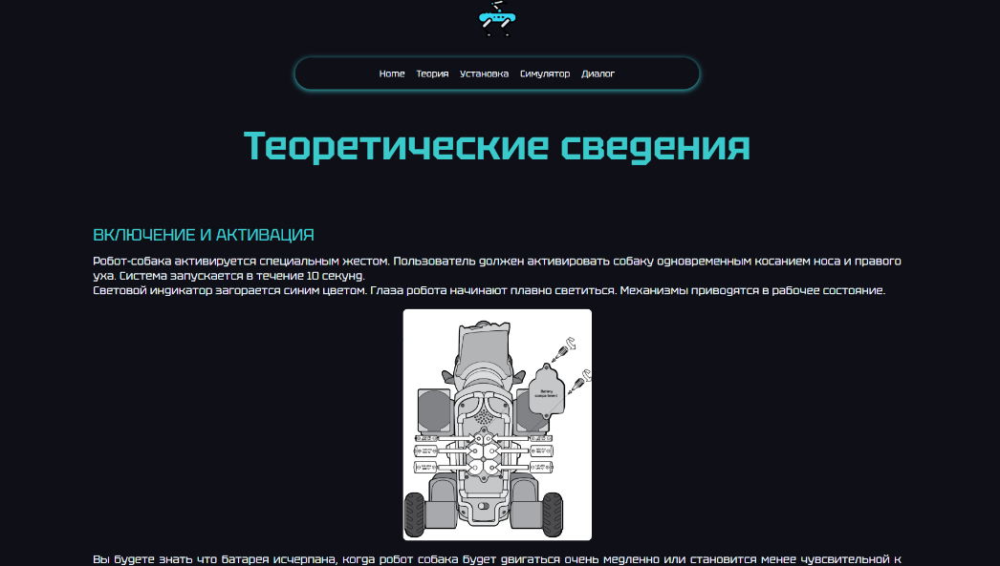 Home Теория Установка Симулятор Диалог
Теоретические сведения
ВКЛЮЧЕНИЕ И АКТИВАЦИЯ
Робот-собака активируется специальным жестом. Пользователь должен активировать собаку одновременным косанием носа и правого
уха. Система запускается в течение 10 секунд.
Световой индикатор загорается синим цветом. Глаза робота начинают плавно светиться. Механизмы приводятся в рабочее состояние.
Battery
compartment
Вы будете знать что батарея исчерпана, когда робот собака будет двигаться очень медленно или становится менее чувсвительной к